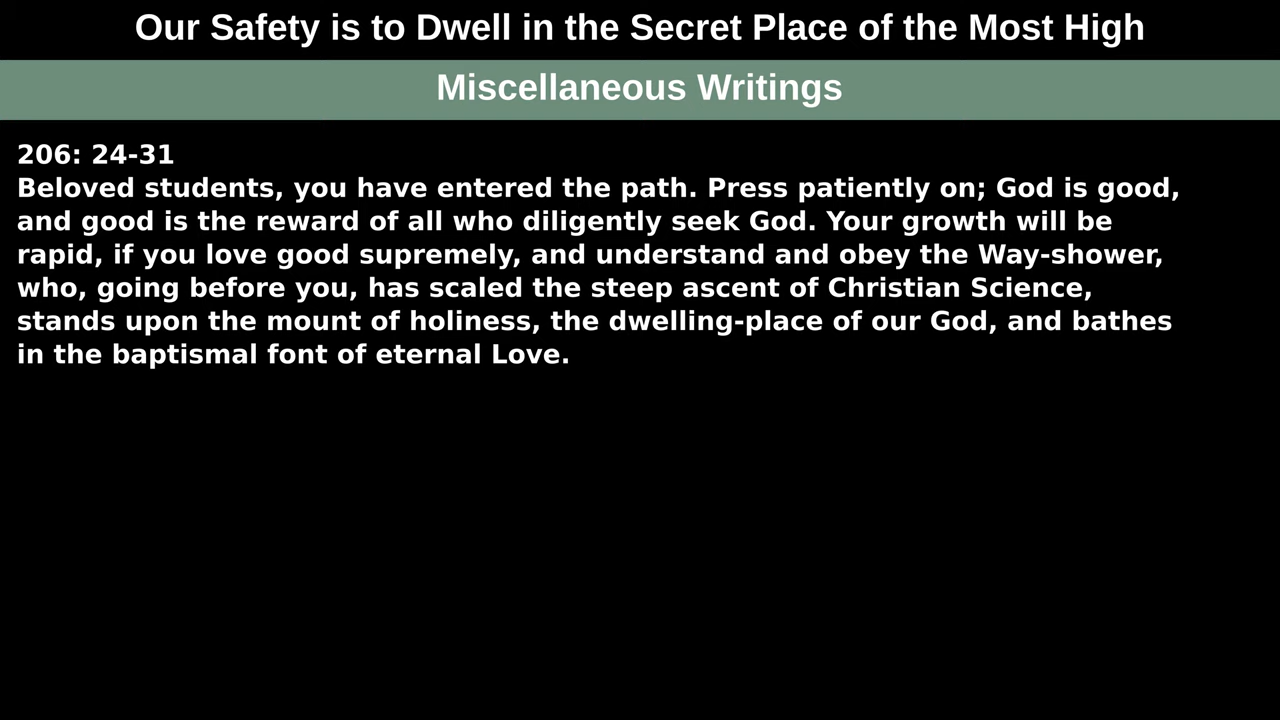 Our Safety is to Dwell in the Secret Place of the Most High
Miscellaneous Writings
206: 24-31
Beloved students, you have entered the path. Press patiently on; God is good,
and good is the reward of all who diligently seek God. Your growth will be
rapid, if you love good supremely, and understand and obey the Way-shower,
who, going before you, has scaled the steep ascent of Christian Science,
stands upon the mount of holiness, the dwelling-place of our God, and bathes
in the baptismal font of eternal Love.